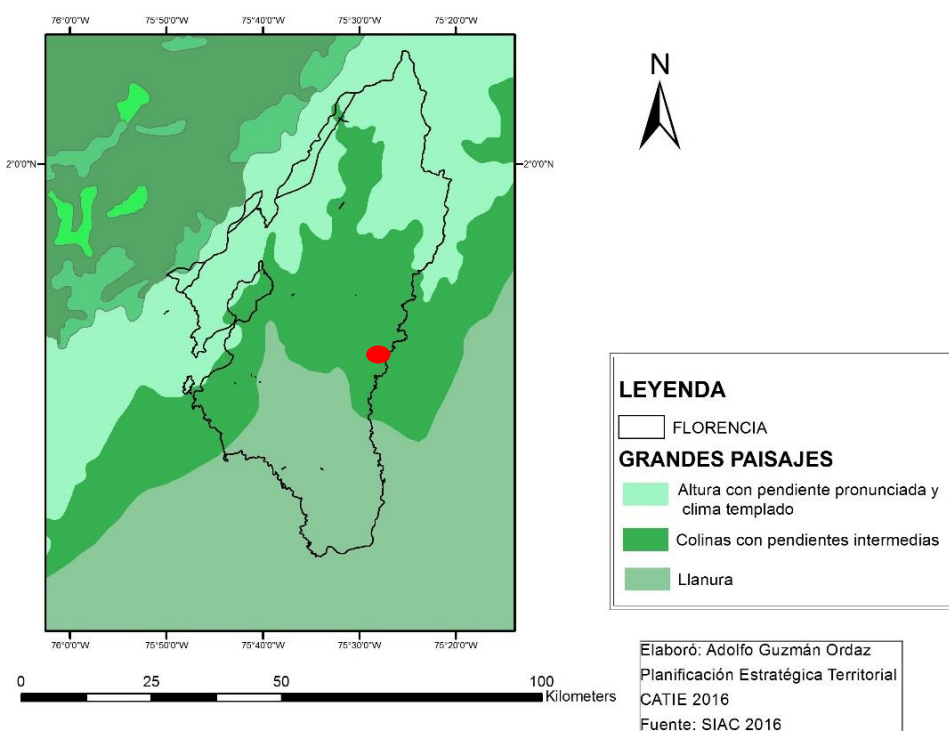 76°0'0"W 75°50'0"W 75°40'0"W 75°30'0"W 75°20'0"W
N
2°0'0"N 2°0'0"N
LEYENDA
FLORENCIA
GRANDES PAISAJES
Altura con pendiente pronunciada y
clima templado
Colinas con pendientes intermedias
Llanura
76°0'0"W 75°50'0"W 75°40'0"W 75°30'0"W 75°20'0"W
0 25 50 100
Kilometers
Elaboró: Adolfo Guzmán Ordaz
Planificación Estratégica Territorial
CATIE 2016
Fuente: SIAC 2016